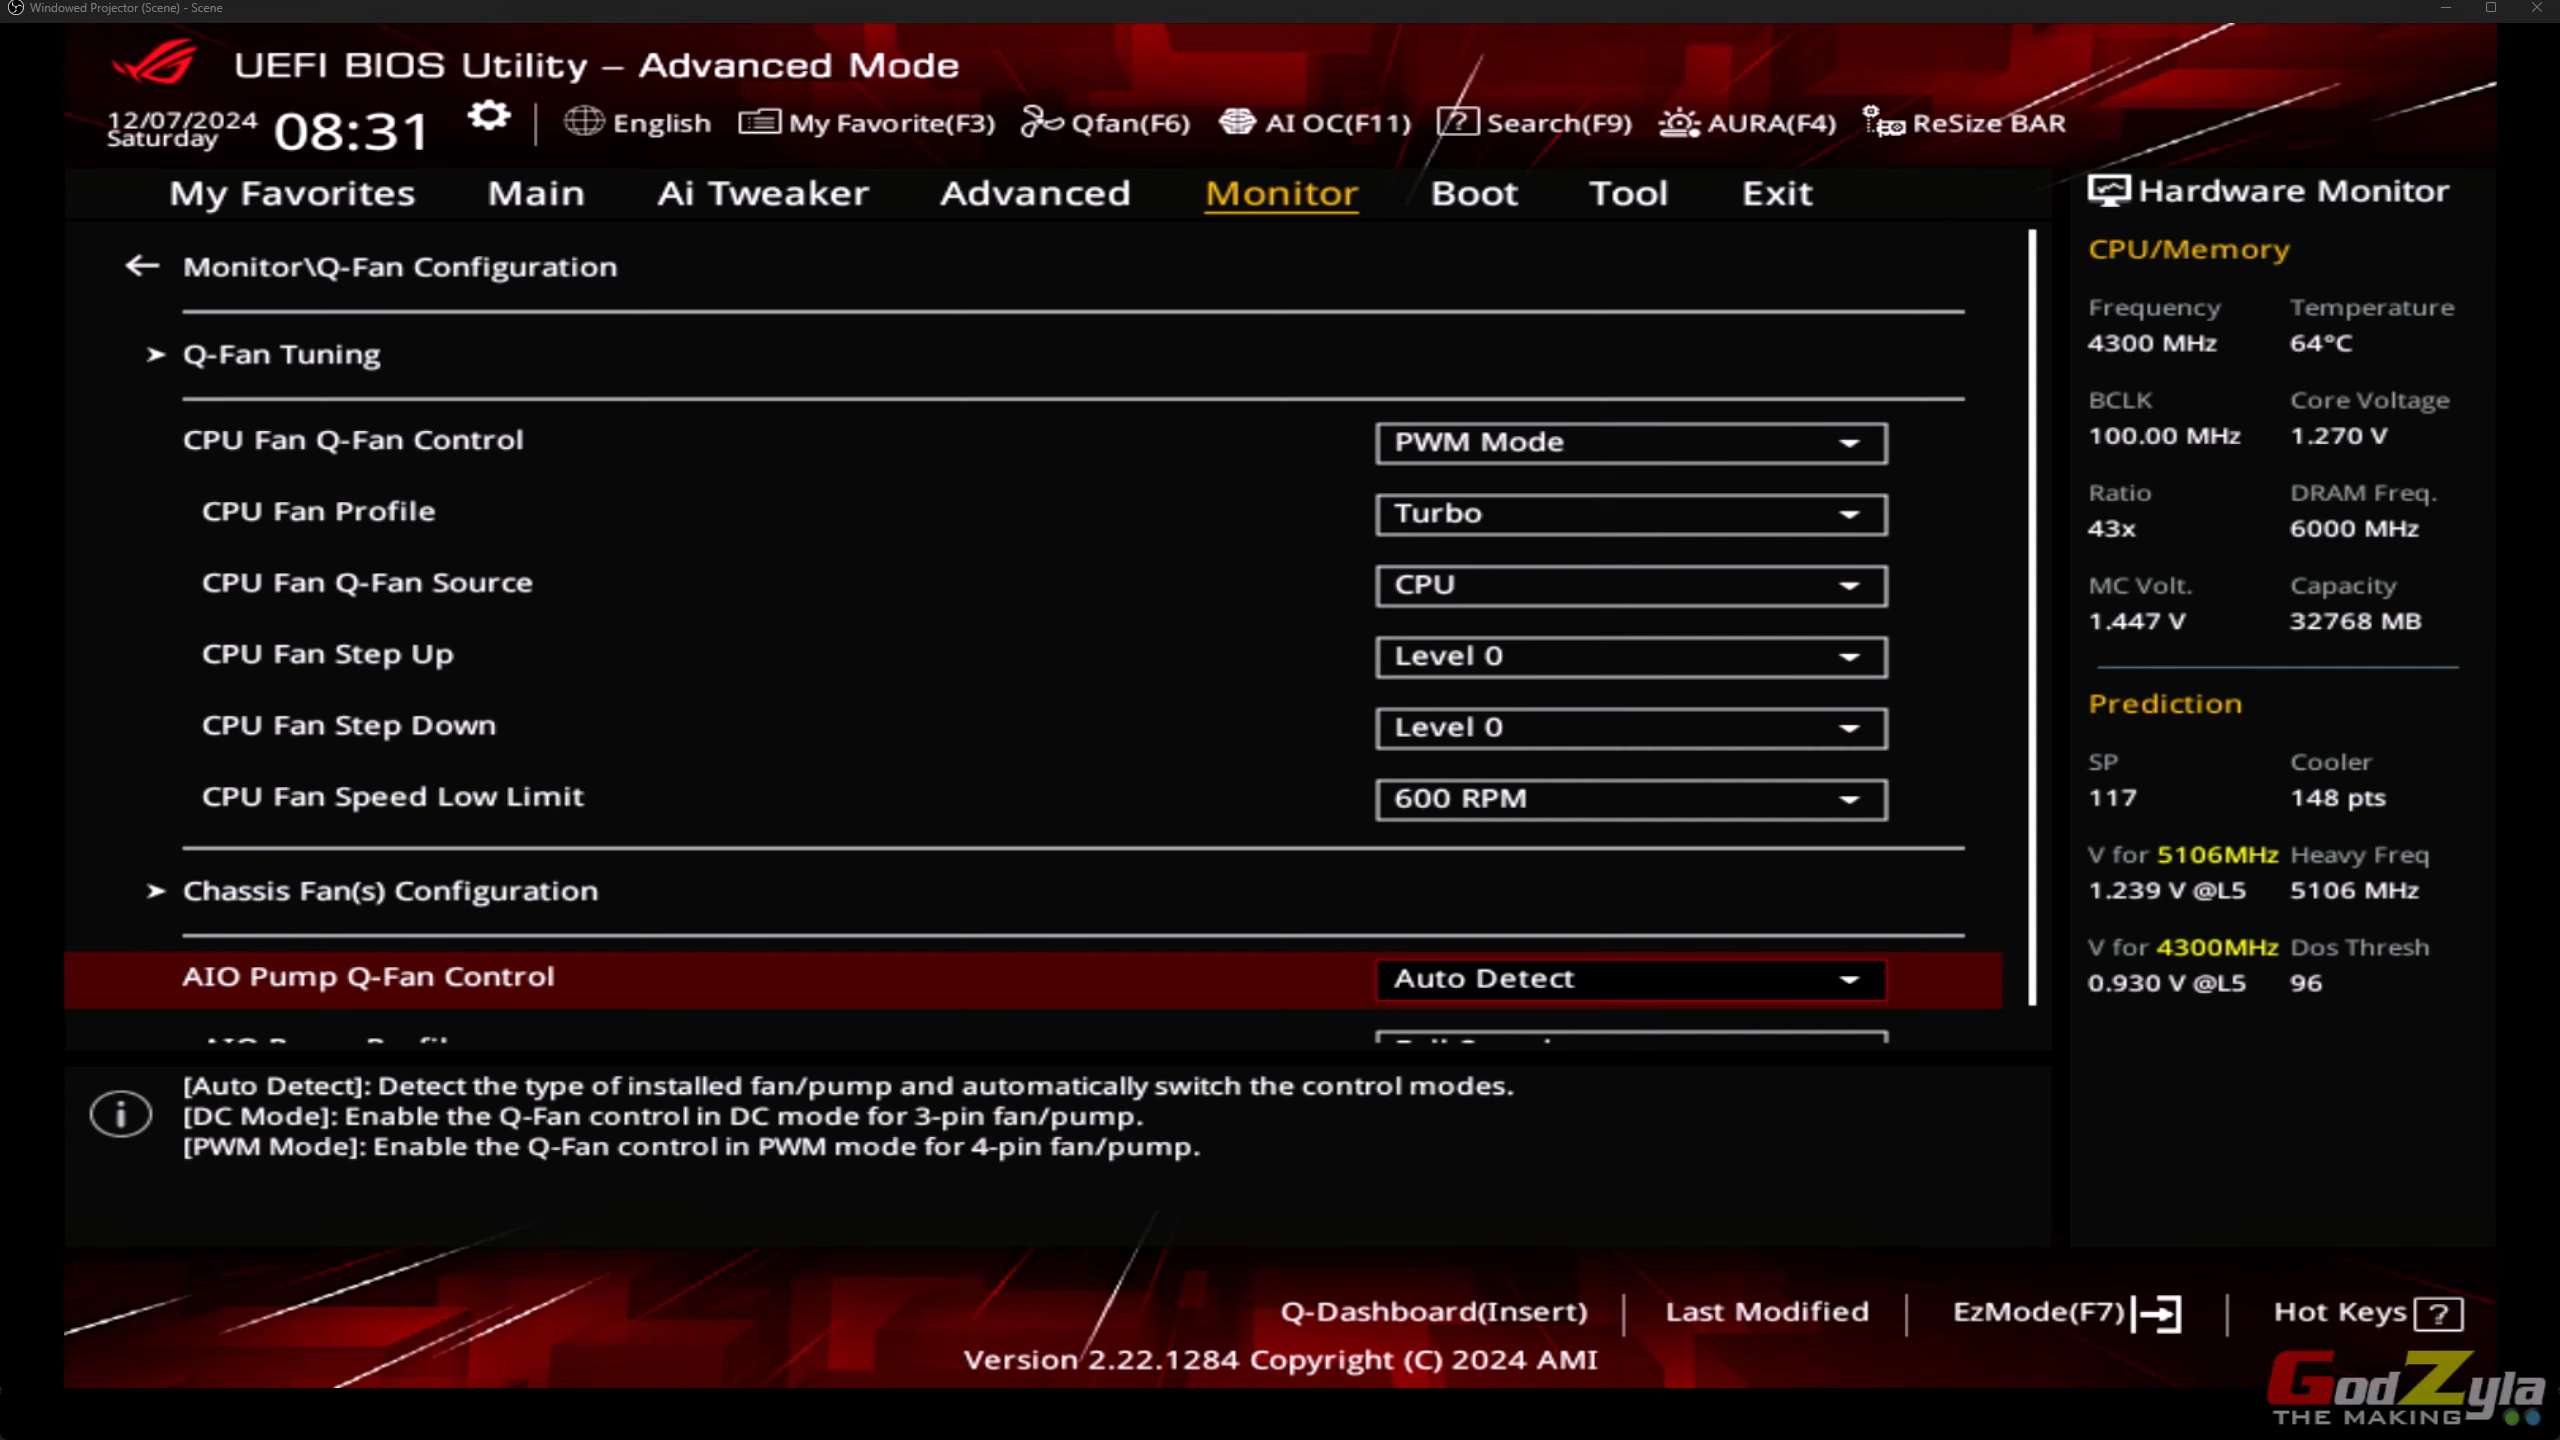 Windowed Projector (Scene) - Scene
UEFI BIOS Utility – Advanced Mode
12/07/2024
Saturday
08:31
English
My Favorite(F3)
Qfan(F6)
AI OC(F11)
Search(F9)
AURA(F4)
ReSize BAR
My Favorites
Main
Ai Tweaker
Advanced
Monitor
Boot
Tool
Exit
Monitor\Q-Fan Configuration
Q-Fan Tuning
CPU Fan Q-Fan Control
PWM Mode
CPU Fan Profile
Turbo
CPU Fan Q-Fan Source
CPU
CPU Fan Step Up
Level 0
CPU Fan Step Down
Level 0
CPU Fan Speed Low Limit
600 RPM
Chassis Fan(s) Configuration
AIO Pump Q-Fan Control
Auto Detect
[Auto Detect]: Detect the type of installed fan/pump and automatically switch the control modes.
[DC Mode]: Enable the Q-Fan control in DC mode for 3-pin fan/pump.
[PWM Mode]: Enable the Q-Fan control in PWM mode for 4-pin fan/pump.
Hardware Monitor
CPU/Memory
Frequency Temperature
4300 MHz 64°C
BCLK Core Voltage
100.00 MHz 1.270 V
Ratio DRAM Freq.
43x 6000 MHz
MC Volt. Capacity
1.447 V 32768 MB
Prediction
SP Cooler
117 148 pts
V for 5106MHz Heavy Freq
1.239 V @L5 5106 MHz
V for 4300MHz Dos Thresh
0.930 V @L5 96
Q-Dashboard(Insert)
Last Modified
EzMode(F7)
Hot Keys ?
Version 2.22.1284 Copyright (C) 2024 AMI
GodZyla
THE MAKING